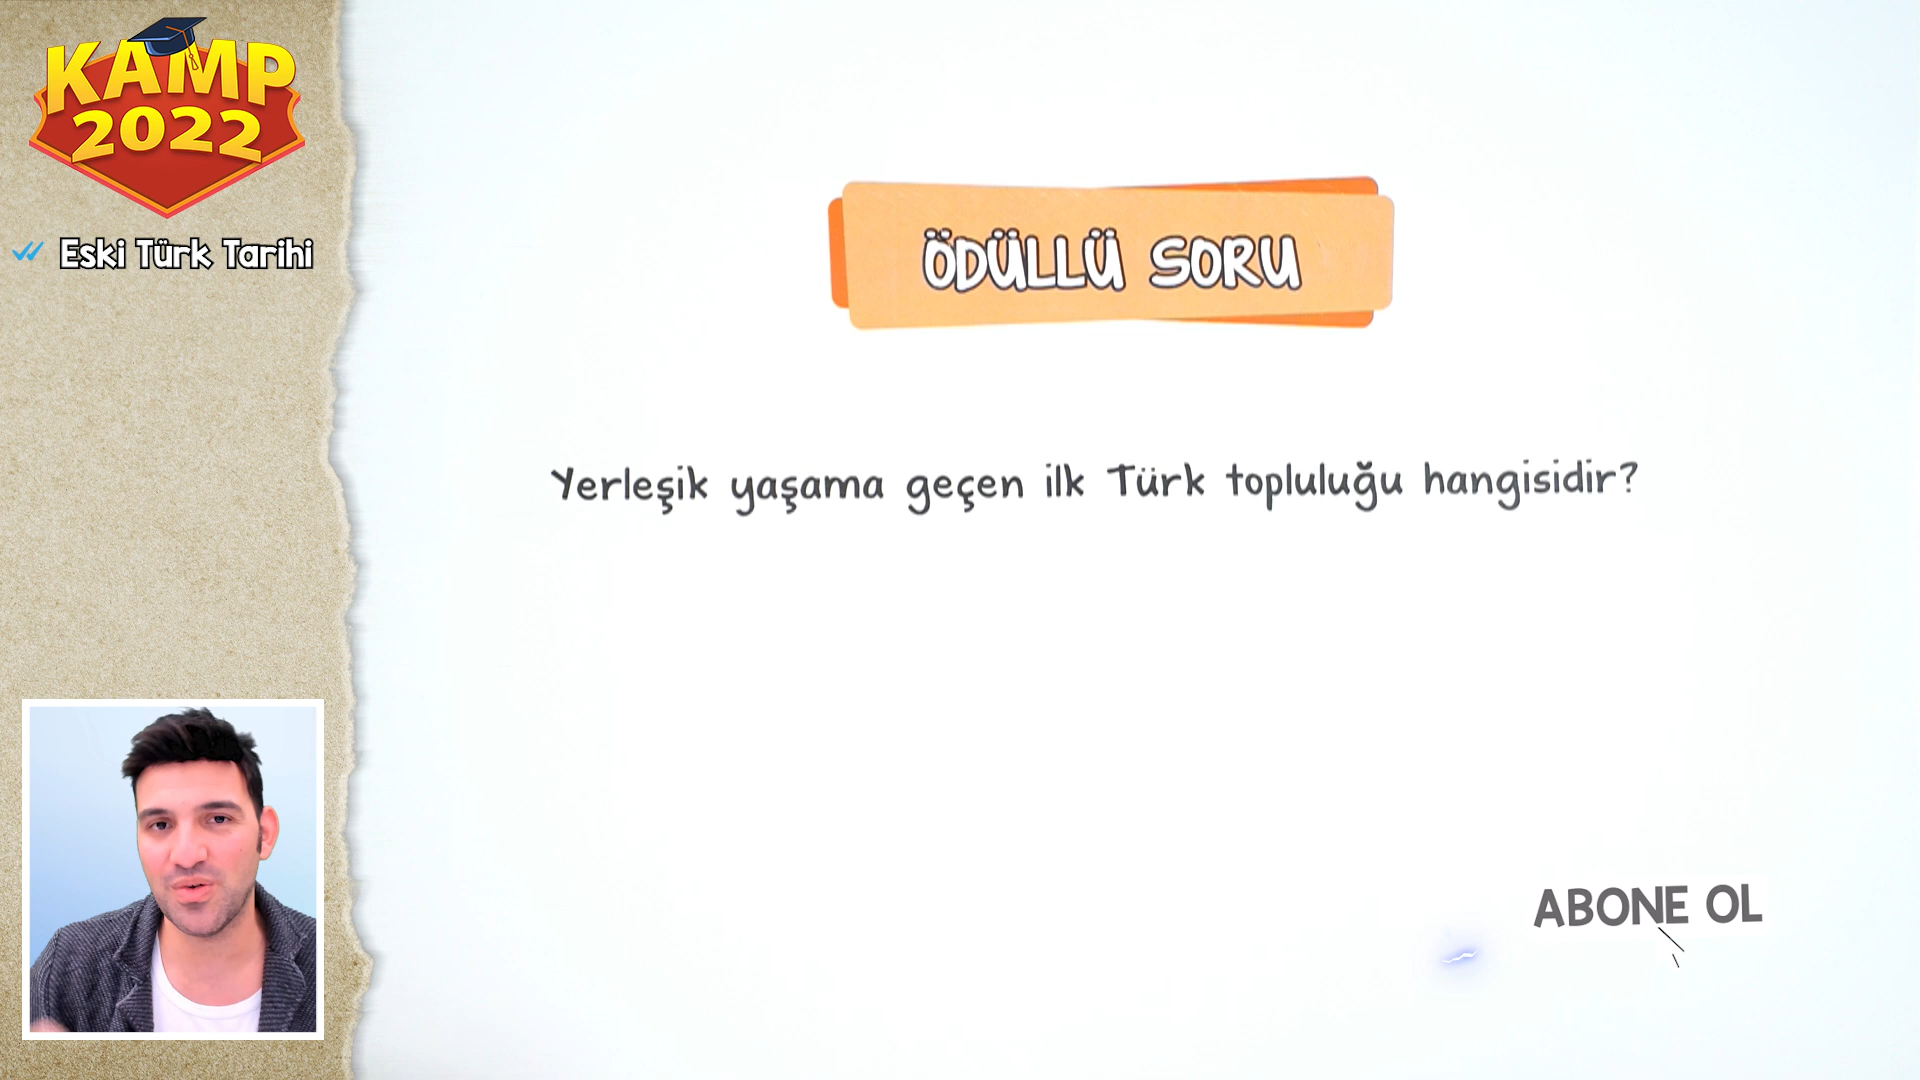 KAMP
2022
Eski Türk Tarihi
ÖDÜLLÜ SORU
Yerleşik yaşama geçen ilk Türk topluluğu hangisidir?
ABONE OL